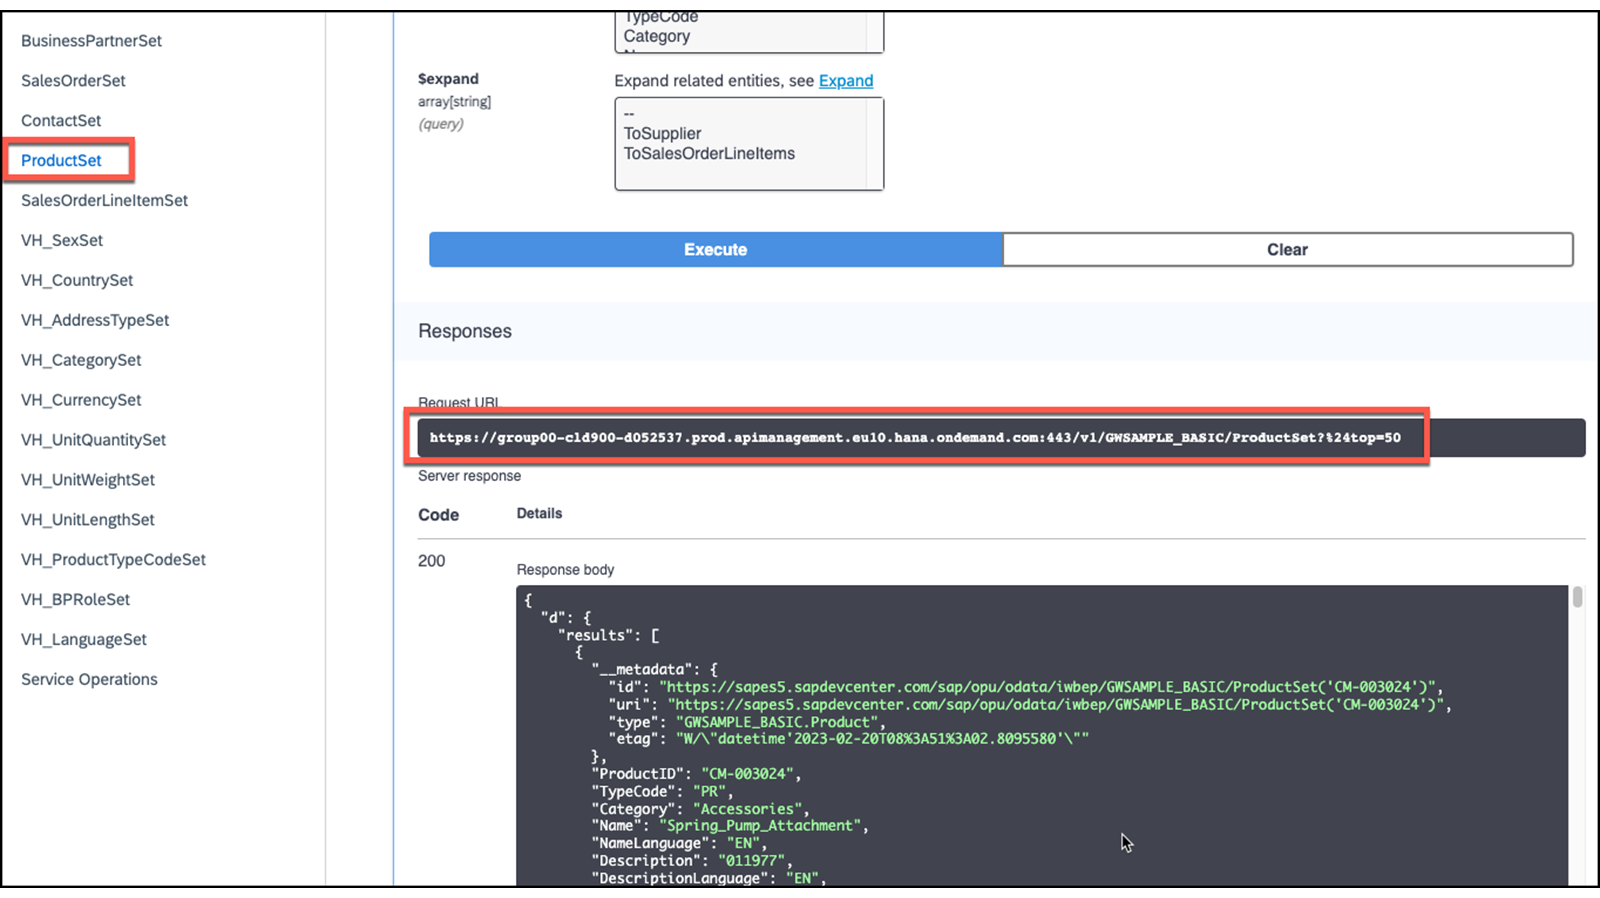 BusinessPartnerSet
SalesOrderSet
ContactSet
ProductSet
SalesOrderLineItemSet
VH_SexSet
VH_CountrySet
VH_AddressTypeSet
VH_CategorySet
VH_CurrencySet
VH_UnitQuantitySet
VH_UnitWeightSet
VH_UnitLengthSet
VH_ProductTypeCodeSet
VH_BPRoleSet
VH_LanguageSet
Service Operations
TypeCode
Category
$expand
array[string]
(query)
Expand related entities, see Expand
--
ToSupplier
ToSalesOrderLineItems
Execute
Clear
Responses
Request URL
https://group00-cld900-d052537.prod.apimanagement.eu10.hana.ondemand.com:443/v1/GWSAMPLE_BASIC/ProductSet?%24top=50
Server response
Code
Details
200
Response body
{
"d": {
"results": [
{
"__metadata": {
"id": "https://sapes5.sapdevcenter.com/sap/opu/odata/iwbep/GWSAMPLE_BASIC/ProductSet('CM-003024')",
"uri": "https://sapes5.sapdevcenter.com/sap/opu/odata/iwbep/GWSAMPLE_BASIC/ProductSet('CM-003024')",
"type": "GWSAMPLE_BASIC.Product",
"etag": "W/\"datetime'2023-02-20T08%3A51%3A02.8095580'\""
},
"ProductID": "CM-003024",
"TypeCode": "PR",
"Category": "Accessories",
"Name": "Spring_Pump_Attachment",
"NameLanguage": "EN",
"Description": "011977",
"DescriptionLanguage": "EN",